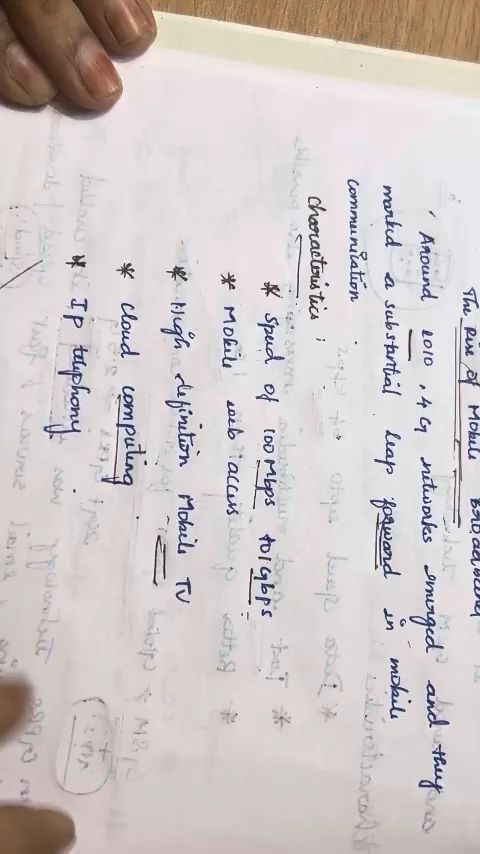 The Rise of Mobile
Around 2010, 4G networks emerged and they
marked a substantial leap forward in mobile
communication
characteristics :
* Speed of 100 Mbps to 1 Gbps
* Mobile web access
* High definition Mobile TV
* cloud computing
* IP telephony